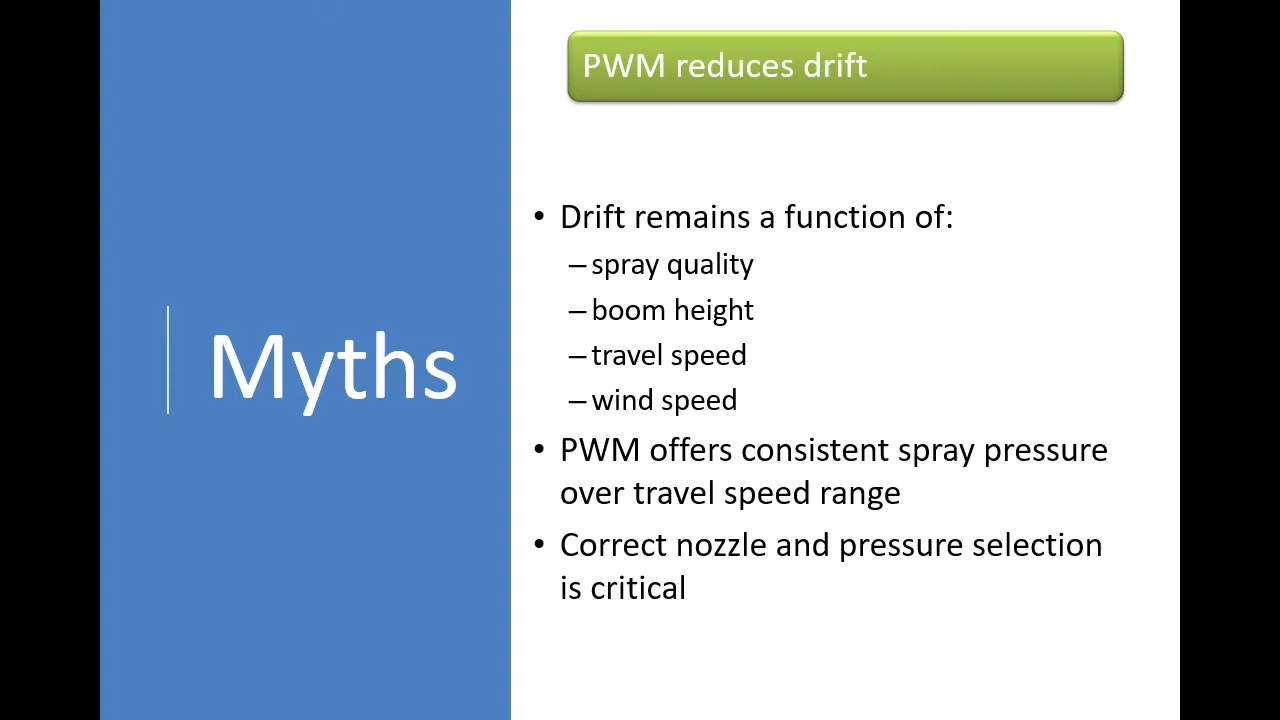 PWM reduces drift
Myths
• Drift remains a function of:
– spray quality
– boom height
– travel speed
– wind speed
• PWM offers consistent spray pressure
over travel speed range
• Correct nozzle and pressure selection
is critical